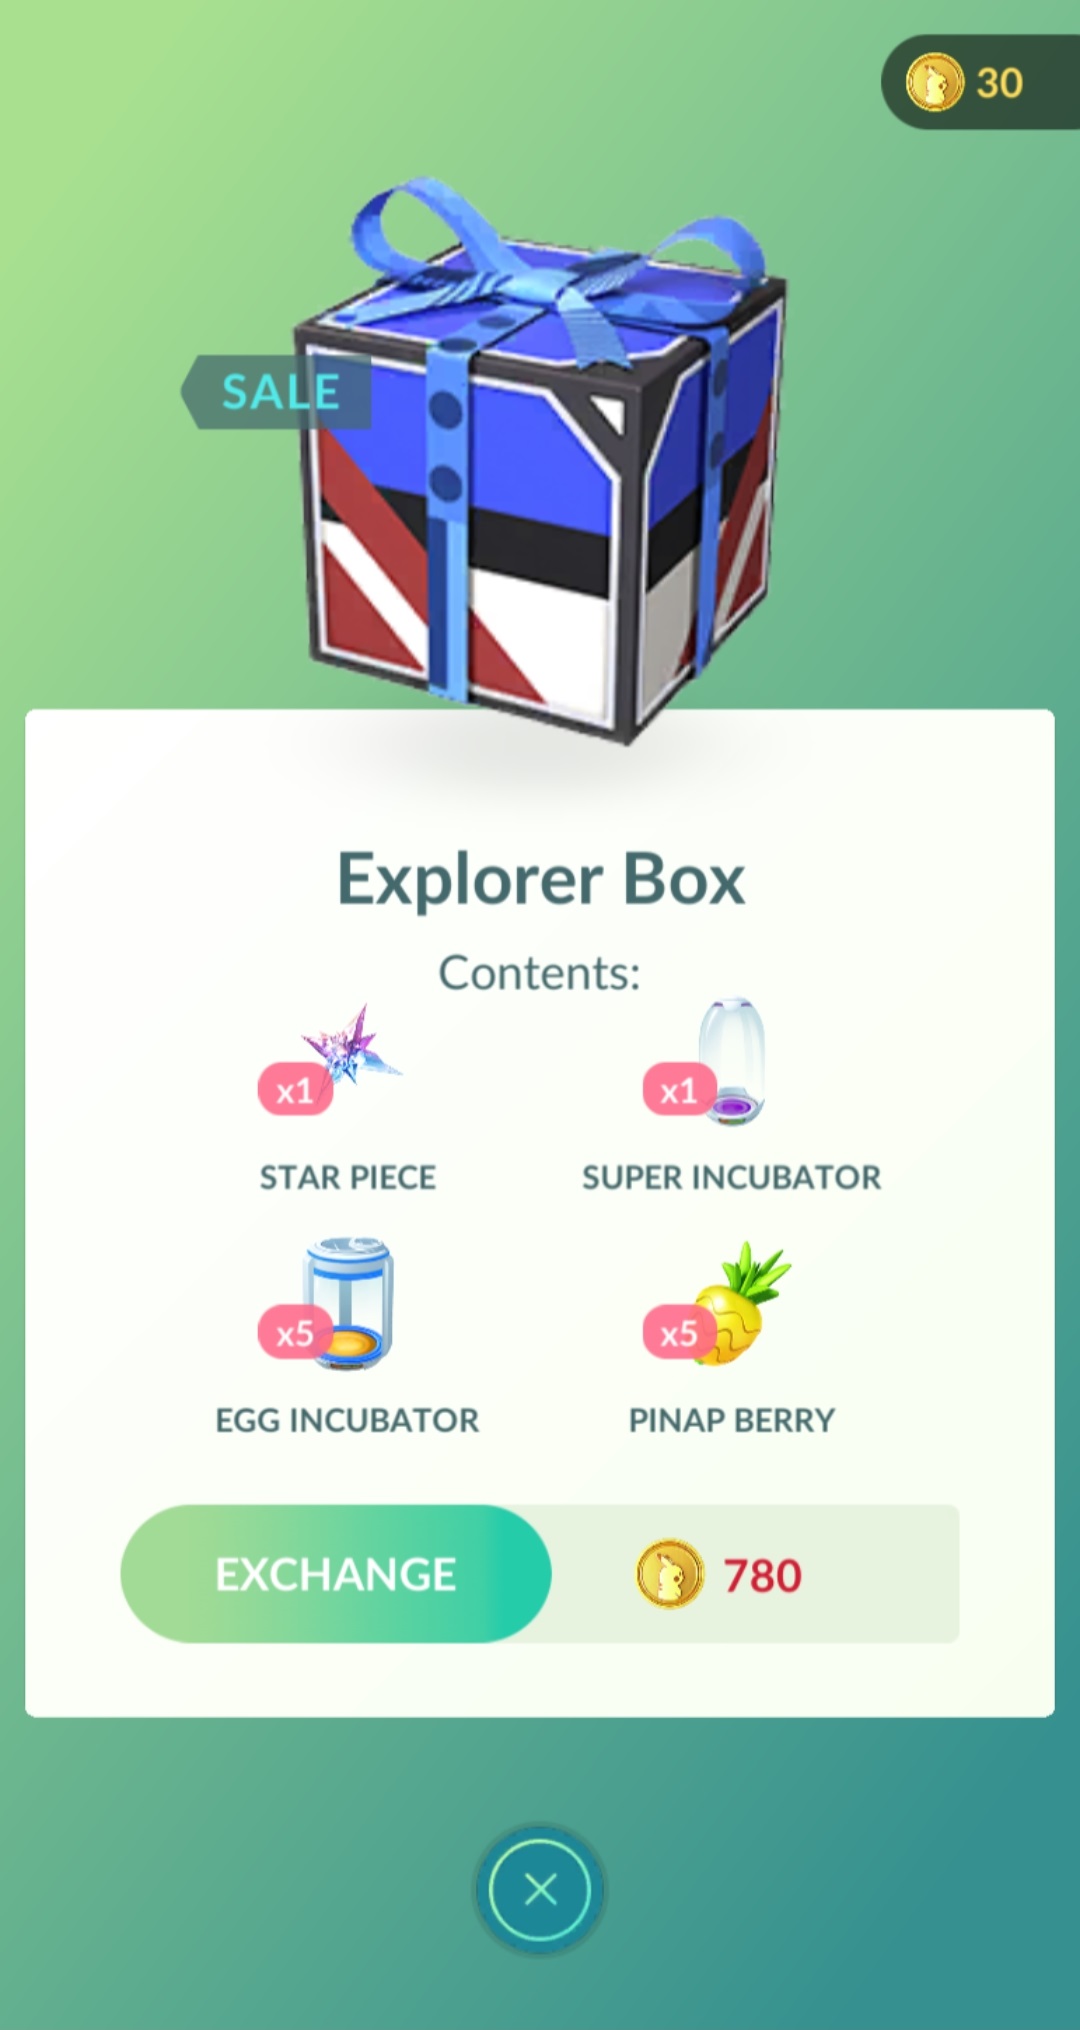 30
SALE
Explorer Box
Contents:
x1
x1
STAR PIECE
SUPER INCUBATOR
x5
x5
EGG INCUBATOR
PINAP BERRY
EXCHANGE
780